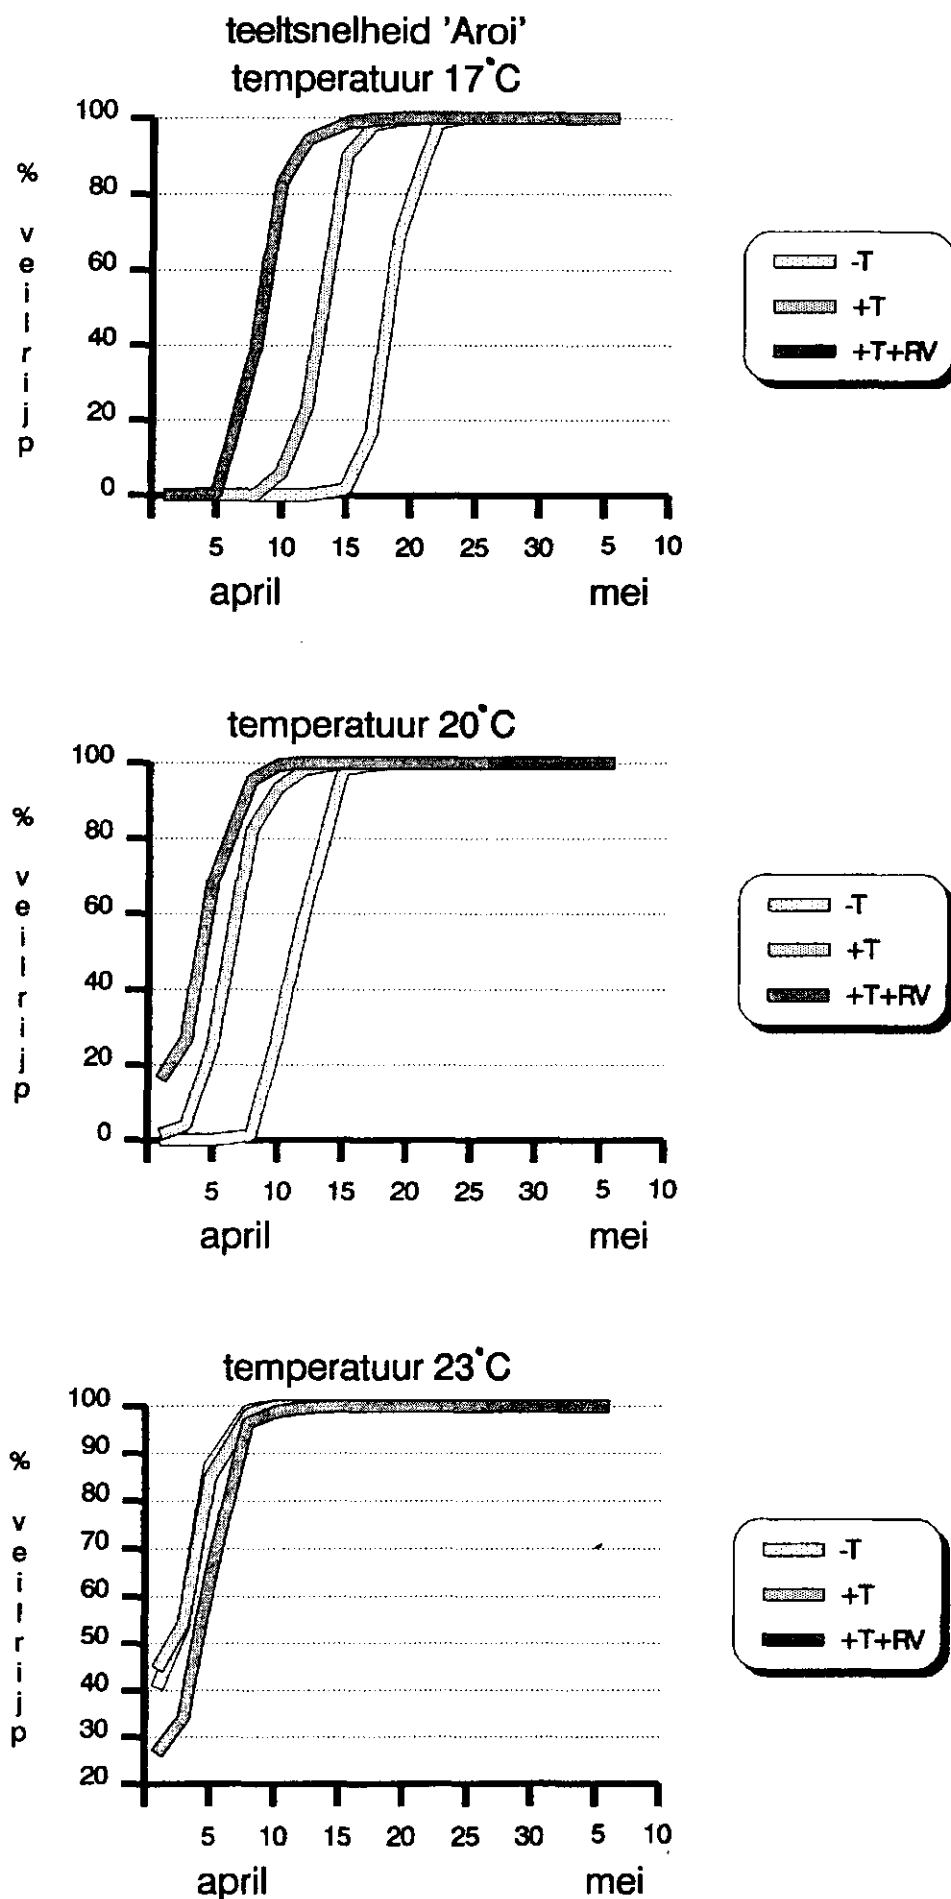 teeltsnelheid 'Aroi'
temperatuur 17°C
% veilrijp
100
80
60
40
20
0
5 10 15 20 25 30 5 10
april mei
-T
+T
+T+RV
temperatuur 20°C
% veilrijp
100
80
60
40
20
0
5 10 15 20 25 30 5 10
april mei
-T
+T
+T+RV
temperatuur 23°C
% veilrijp
100
90
80
70
60
50
40
30
20
5 10 15 20 25 30 5 10
april mei
-T
+T
+T+RV